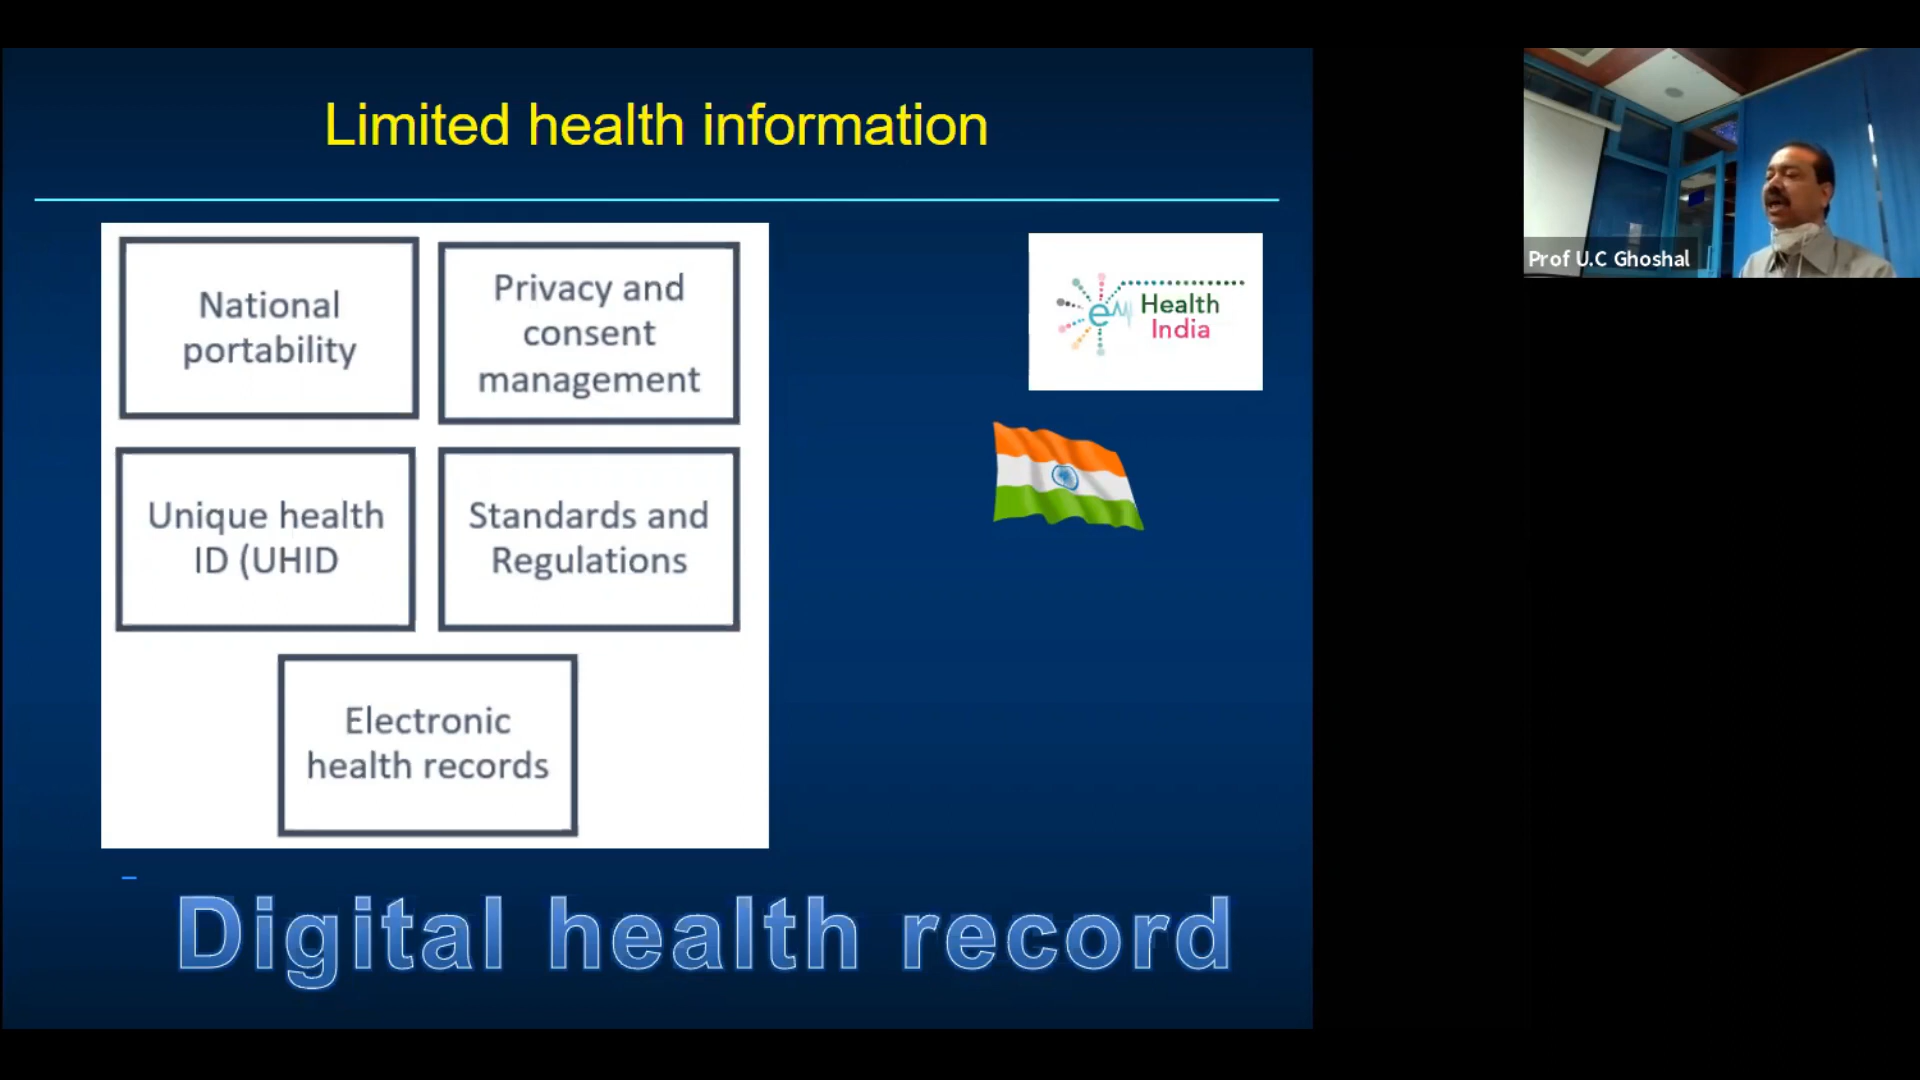 Limited health information
National
portability
Privacy and
consent
management
Unique health
ID (UHID
Standards and
Regulations
Electronic
health records
e Health
India
Digital health record
Prof U.C Ghoshal